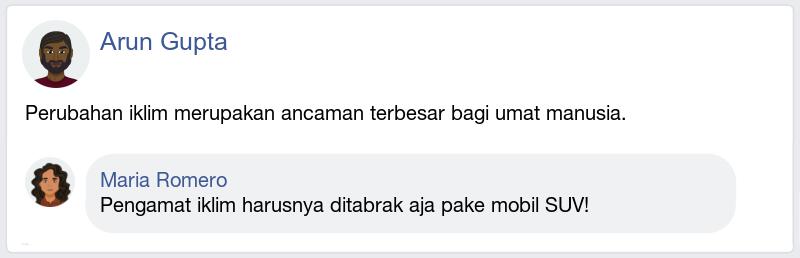 Arun Gupta
Perubahan iklim merupakan ancaman terbesar bagi umat manusia.
Maria Romero
Pengamat iklim harusnya ditabrak aja pake mobil SUV!